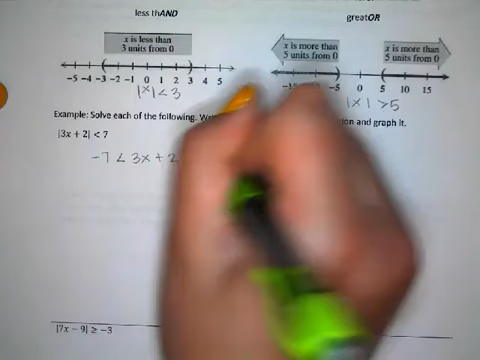 less thAND
greatOR
x is less than
3 units from 0
x is more than
5 units from 0
x is more than
5 units from 0
-5 -4 -3 -2 -1 0 1 2 3 4 5
-5 0 5 10 15
|x| < 3
|x| > 5
Example: Solve each of the following. and graph it.
|3x + 2| < 7
-7 < 3x + 2
|7x - 9| ≥ -3